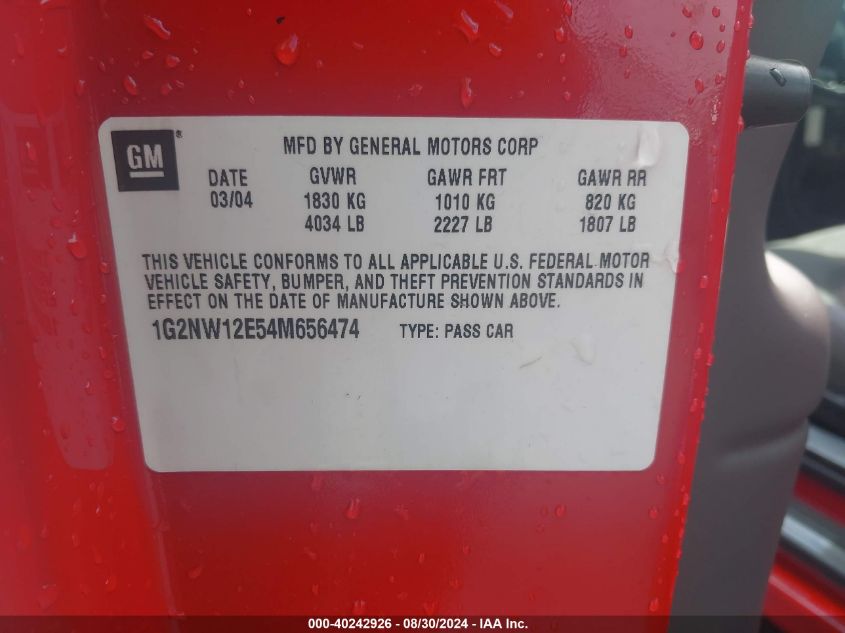 GM ®
MFD BY GENERAL MOTORS CORP
DATE GVWR GAWR FRT GAWR RR
03/04 1830 KG 1010 KG 820 KG
4034 LB 2227 LB 1807 LB
THIS VEHICLE CONFORMS TO ALL APPLICABLE U.S. FEDERAL MOTOR
VEHICLE SAFETY, BUMPER, AND THEFT PREVENTION STANDARDS IN
EFFECT ON THE DATE OF MANUFACTURE SHOWN ABOVE.
1G2NW12E54M656474 TYPE: PASS CAR
000-40242926 - 08/30/2024 - IAA Inc.